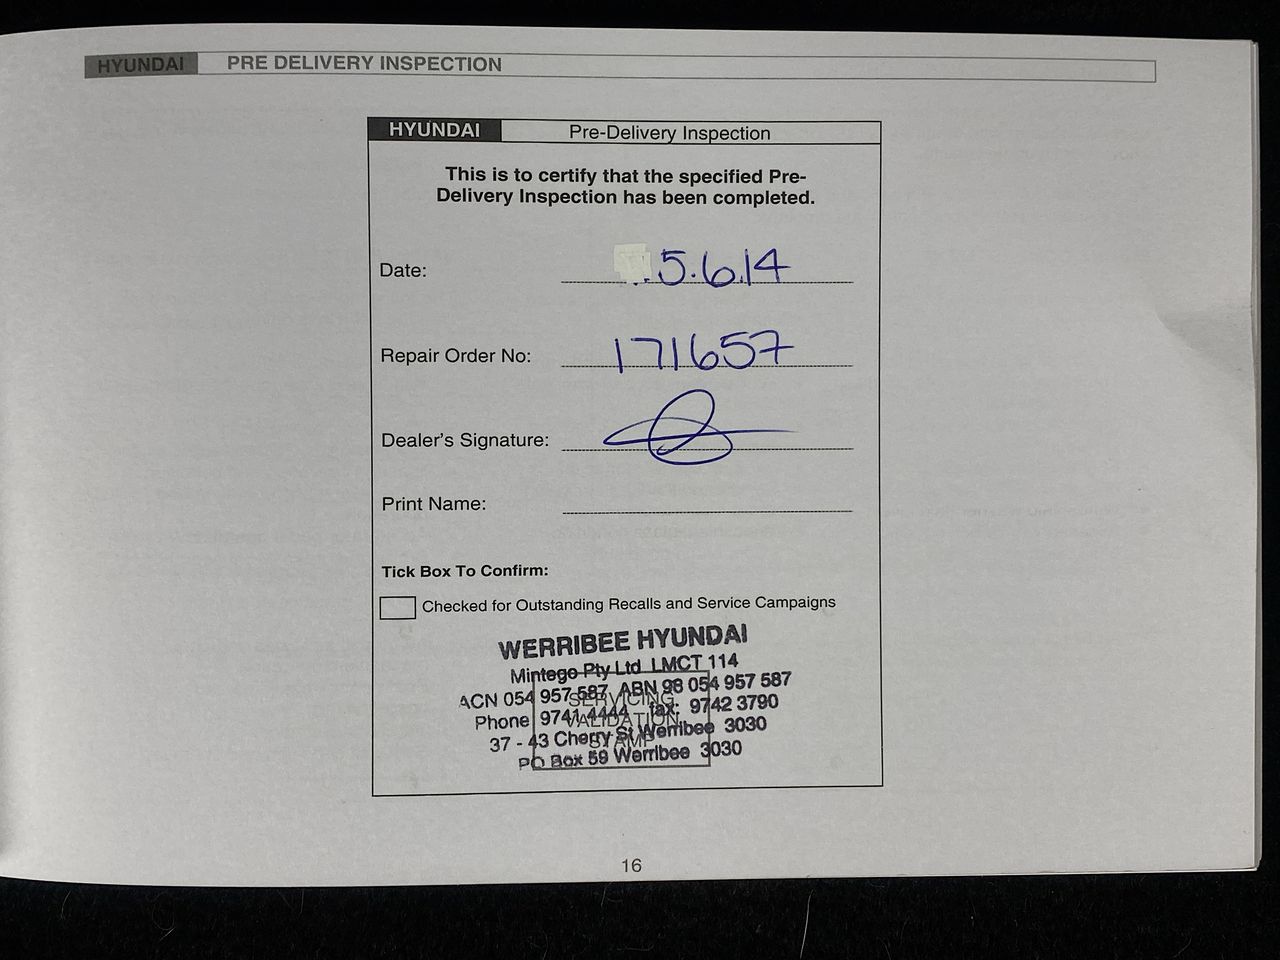 HYUNDAI PRE DELIVERY INSPECTION
HYUNDAI Pre-Delivery Inspection
This is to certify that the specified Pre-
Delivery Inspection has been completed.
Date: 5.6.14
Repair Order No: 171657
Dealer's Signature:
Print Name:
Tick Box To Confirm:
Checked for Outstanding Recalls and Service Campaigns
WERRIBEE HYUNDAI
Mintego Pty Ltd LMCT 114
ACN 054 957 587 ABN 98 054 957 587
SERVICING
Phone 9741 4444 fax: 9742 3790
VALIDATION
37 - 43 Cherry St Werribee 3030
STAMP
PO Box 59 Werribee 3030
16